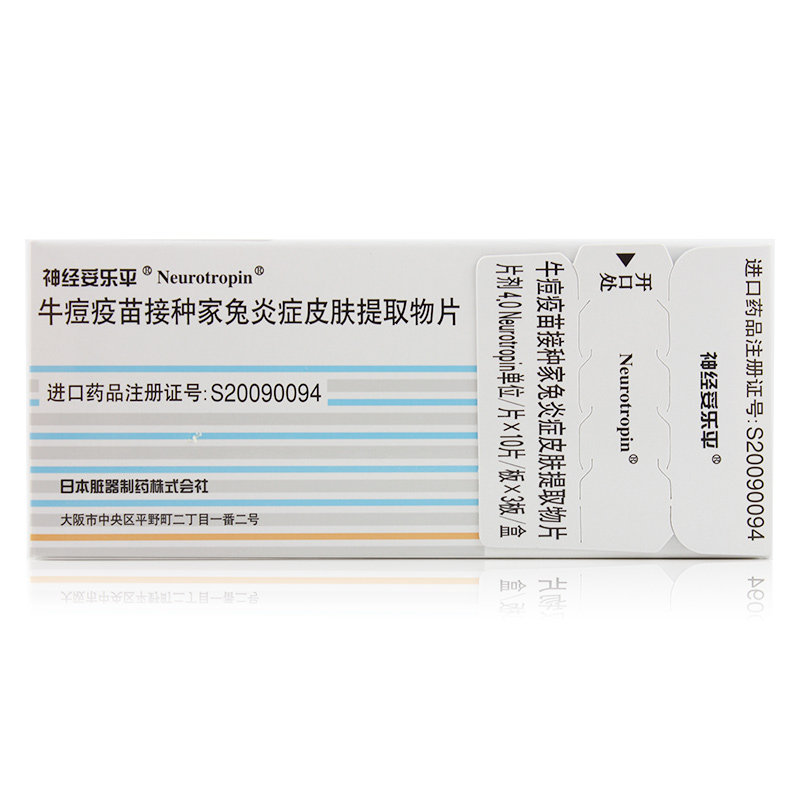 神经妥乐平® Neurotropin®
牛痘疫苗接种家兔炎症皮肤提取物片
进口药品注册证号:S20090094
日本脏器制药株式会社
大阪市中央区平野町二丁目一番二号
牛痘疫苗接种家兔炎症皮肤提取物片
片剂4.0 Neurotropin单位/片×10片/板×3板/盒
开口处
Neurotropin®
神经妥乐平®
进口药品注册证号:S20090094